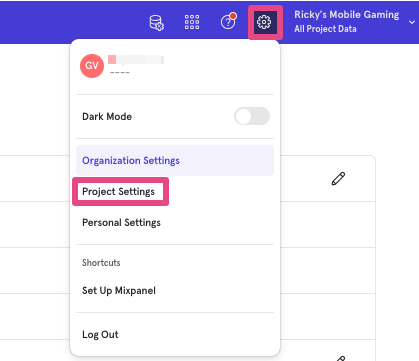 Ricky's Mobile Gaming
All Project Data
GV
----
Dark Mode
Organization Settings
Project Settings
Personal Settings
Shortcuts
Set Up Mixpanel
Log Out